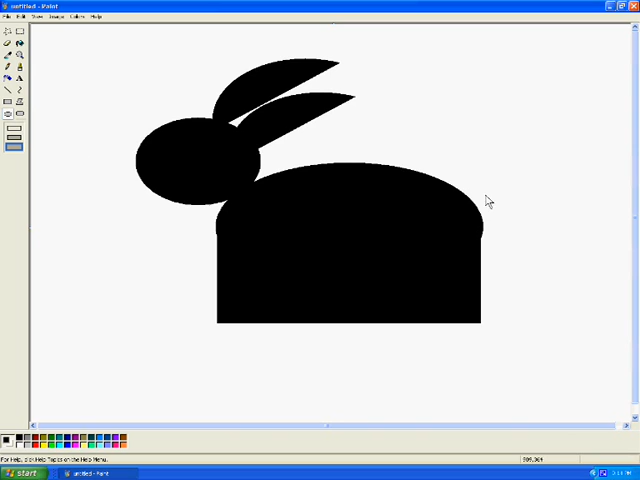 untitled - Paint
File Edit View Image Colors Help
For Help, click Help Topics on the Help Menu.
start
untitled - Paint